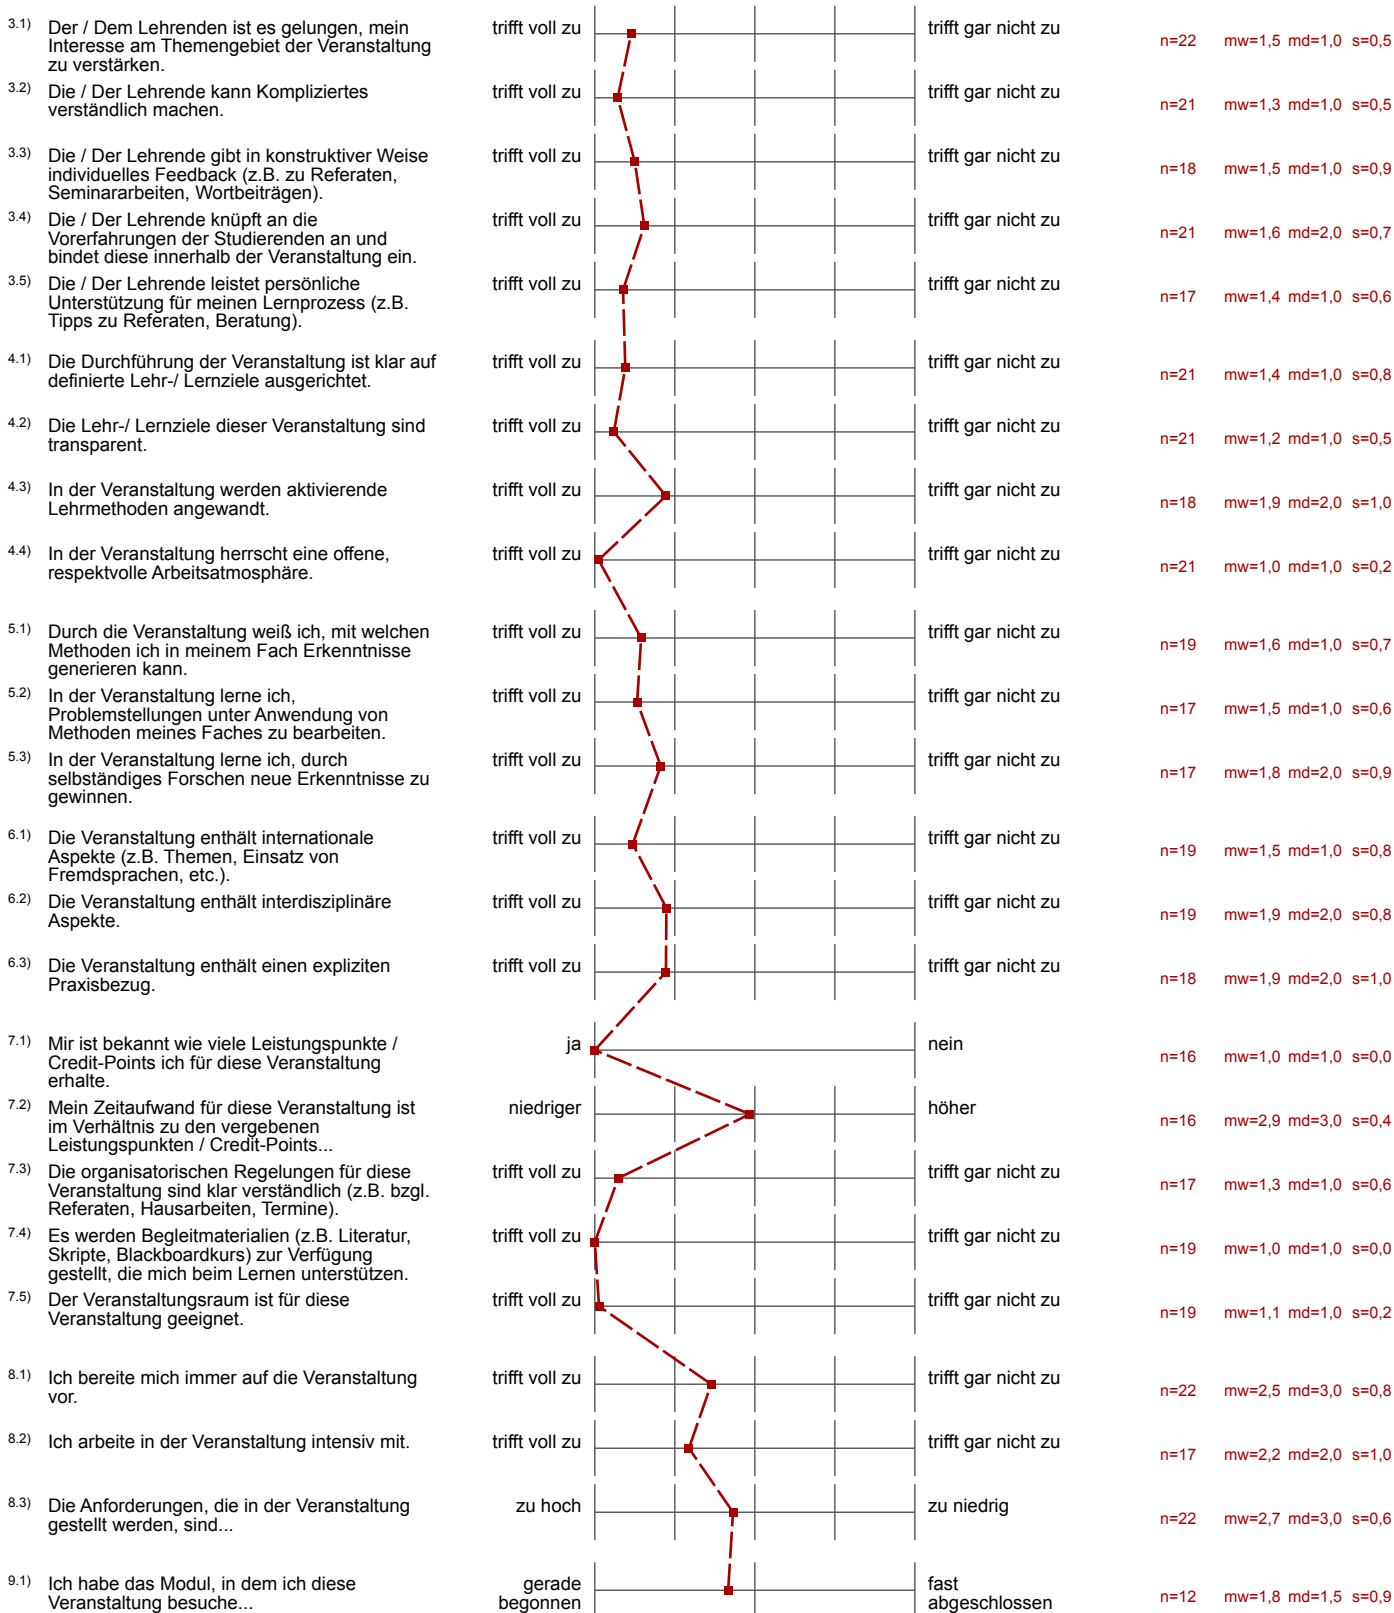 3.1) Der / Dem Lehrenden ist es gelungen, mein trifft voll zu trifft gar nicht zu
Interesse am Themengebiet der Veranstaltung n=22 mw=1,5 md=1,0 s=0,5
zu verstärken.
3.2) Die / Der Lehrende kann Kompliziertes trifft voll zu trifft gar nicht zu
verständlich machen. n=21 mw=1,3 md=1,0 s=0,5
3.3) Die / Der Lehrende gibt in konstruktiver Weise trifft voll zu trifft gar nicht zu
individuelles Feedback (z.B. zu Referaten, n=18 mw=1,5 md=1,0 s=0,9
Seminararbeiten, Wortbeiträgen).
3.4) Die / Der Lehrende knüpft an die trifft voll zu trifft gar nicht zu
Vorerfahrungen der Studierenden an und n=21 mw=1,6 md=2,0 s=0,7
bindet diese innerhalb der Veranstaltung ein.
3.5) Die / Der Lehrende leistet persönliche trifft voll zu trifft gar nicht zu
Unterstützung für meinen Lernprozess (z.B. n=17 mw=1,4 md=1,0 s=0,6
Tipps zu Referaten, Beratung).
4.1) Die Durchführung der Veranstaltung ist klar auf trifft voll zu trifft gar nicht zu
definierte Lehr-/ Lernziele ausgerichtet. n=21 mw=1,4 md=1,0 s=0,8
4.2) Die Lehr-/ Lernziele dieser Veranstaltung sind trifft voll zu trifft gar nicht zu
transparent. n=21 mw=1,2 md=1,0 s=0,5
4.3) In der Veranstaltung werden aktivierende trifft voll zu trifft gar nicht zu
Lehrmethoden angewandt. n=18 mw=1,9 md=2,0 s=1,0
4.4) In der Veranstaltung herrscht eine offene, trifft voll zu trifft gar nicht zu
respektvolle Arbeitsatmosphäre. n=21 mw=1,0 md=1,0 s=0,2
5.1) Durch die Veranstaltung weiß ich, mit welchen trifft voll zu trifft gar nicht zu
Methoden ich in meinem Fach Erkenntnisse n=19 mw=1,6 md=1,0 s=0,7
generieren kann.
5.2) In der Veranstaltung lerne ich, trifft voll zu trifft gar nicht zu
Problemstellungen unter Anwendung von n=17 mw=1,5 md=1,0 s=0,6
Methoden meines Faches zu bearbeiten.
5.3) In der Veranstaltung lerne ich, durch trifft voll zu trifft gar nicht zu
selbständiges Forschen neue Erkenntnisse zu n=17 mw=1,8 md=2,0 s=0,9
gewinnen.
6.1) Die Veranstaltung enthält internationale trifft voll zu trifft gar nicht zu
Aspekte (z.B. Themen, Einsatz von n=19 mw=1,5 md=1,0 s=0,8
Fremdsprachen, etc.).
6.2) Die Veranstaltung enthält interdisziplinäre trifft voll zu trifft gar nicht zu
Aspekte. n=19 mw=1,9 md=2,0 s=0,8
6.3) Die Veranstaltung enthält einen expliziten trifft voll zu trifft gar nicht zu
Praxisbezug. n=18 mw=1,9 md=2,0 s=1,0
7.1) Mir ist bekannt wie viele Leistungspunkte / ja nein
Credit-Points ich für diese Veranstaltung n=16 mw=1,0 md=1,0 s=0,0
erhalte.
7.2) Mein Zeitaufwand für diese Veranstaltung ist niedriger höher
im Verhältnis zu den vergebenen n=16 mw=2,9 md=3,0 s=0,4
Leistungspunkten / Credit-Points...
7.3) Die organisatorischen Regelungen für diese trifft voll zu trifft gar nicht zu
Veranstaltung sind klar verständlich (z.B. bzgl. n=17 mw=1,3 md=1,0 s=0,6
Referaten, Hausarbeiten, Termine).
7.4) Es werden Begleitmaterialien (z.B. Literatur, trifft voll zu trifft gar nicht zu
Skripte, Blackboardkurs) zur Verfügung n=19 mw=1,0 md=1,0 s=0,0
gestellt, die mich beim Lernen unterstützen.
7.5) Der Veranstaltungsraum ist für diese trifft voll zu trifft gar nicht zu
Veranstaltung geeignet. n=19 mw=1,1 md=1,0 s=0,2
8.1) Ich bereite mich immer auf die Veranstaltung trifft voll zu trifft gar nicht zu
vor. n=22 mw=2,5 md=3,0 s=0,8
8.2) Ich arbeite in der Veranstaltung intensiv mit. trifft voll zu trifft gar nicht zu
n=17 mw=2,2 md=2,0 s=1,0
8.3) Die Anforderungen, die in der Veranstaltung zu hoch zu niedrig
gestellt werden, sind... n=22 mw=2,7 md=3,0 s=0,6
9.1) Ich habe das Modul, in dem ich diese gerade fast
Veranstaltung besuche... begonnen abgeschlossen n=12 mw=1,8 md=1,5 s=0,9